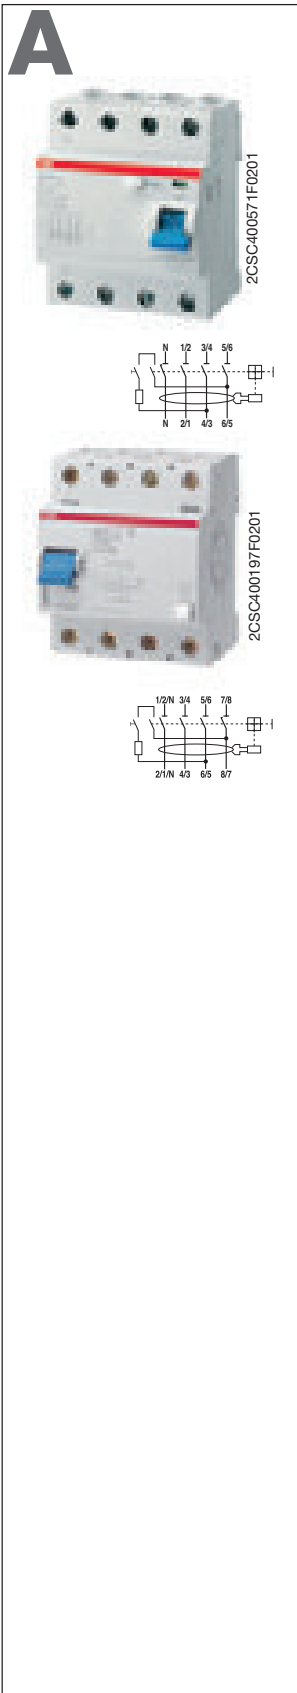 A
2CSC400571F0201
N 1/2 3/4 5/6
N 2/1 4/3 6/5
2CSC400197F0201
1/2/N 3/4 5/6 7/8
2/1/N 4/3 6/5 8/7